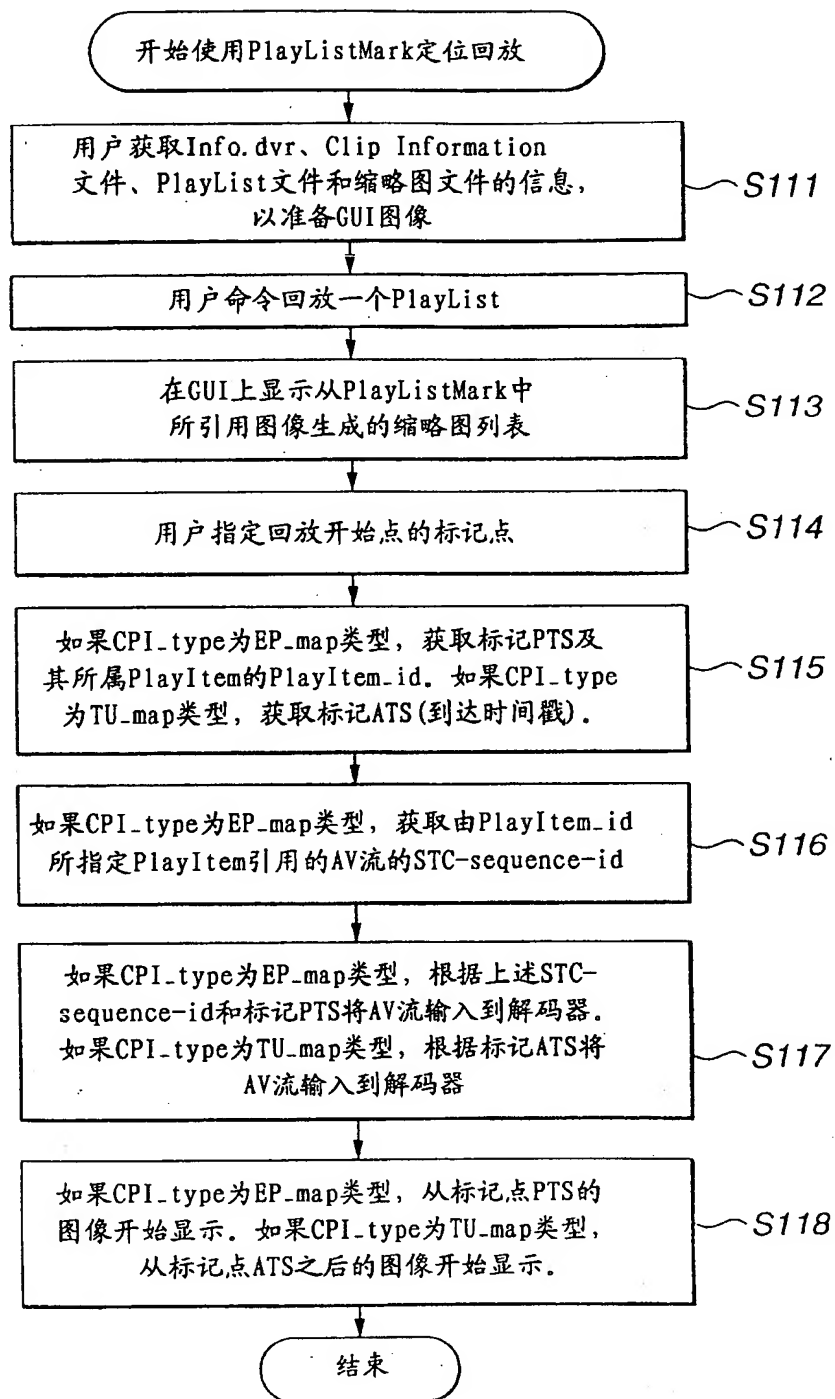 开始使用PlayListMark定位回放
用户获取Info.dvr、Clip Information
文件、PlayList文件和缩略图文件的信息，
以准备GUI图像
S111
用户命令回放一个PlayList
S112
在GUI上显示从PlayListMark中
所引用图像生成的缩略图列表
S113
用户指定回放开始点的标记点
S114
如果CPI_type为EP_map类型，获取标记PTS及
其所属PlayItem的PlayItem_id。如果CPI_type
为TU_map类型，获取标记ATS(到达时间戳)。
S115
如果CPI_type为EP_map类型，获取由PlayItem_id
所指定PlayItem引用的AV流的STC-sequence-id
S116
如果CPI_type为EP_map类型，根据上述STC-
sequence-id和标记PTS将AV流输入到解码器。
如果CPI_type为TU_map类型，根据标记ATS将
AV流输入到解码器
S117
如果CPI_type为EP_map类型，从标记点PTS的
图像开始显示。如果CPI_type为TU_map类型，
从标记点ATS之后的图像开始显示。
S118
结束